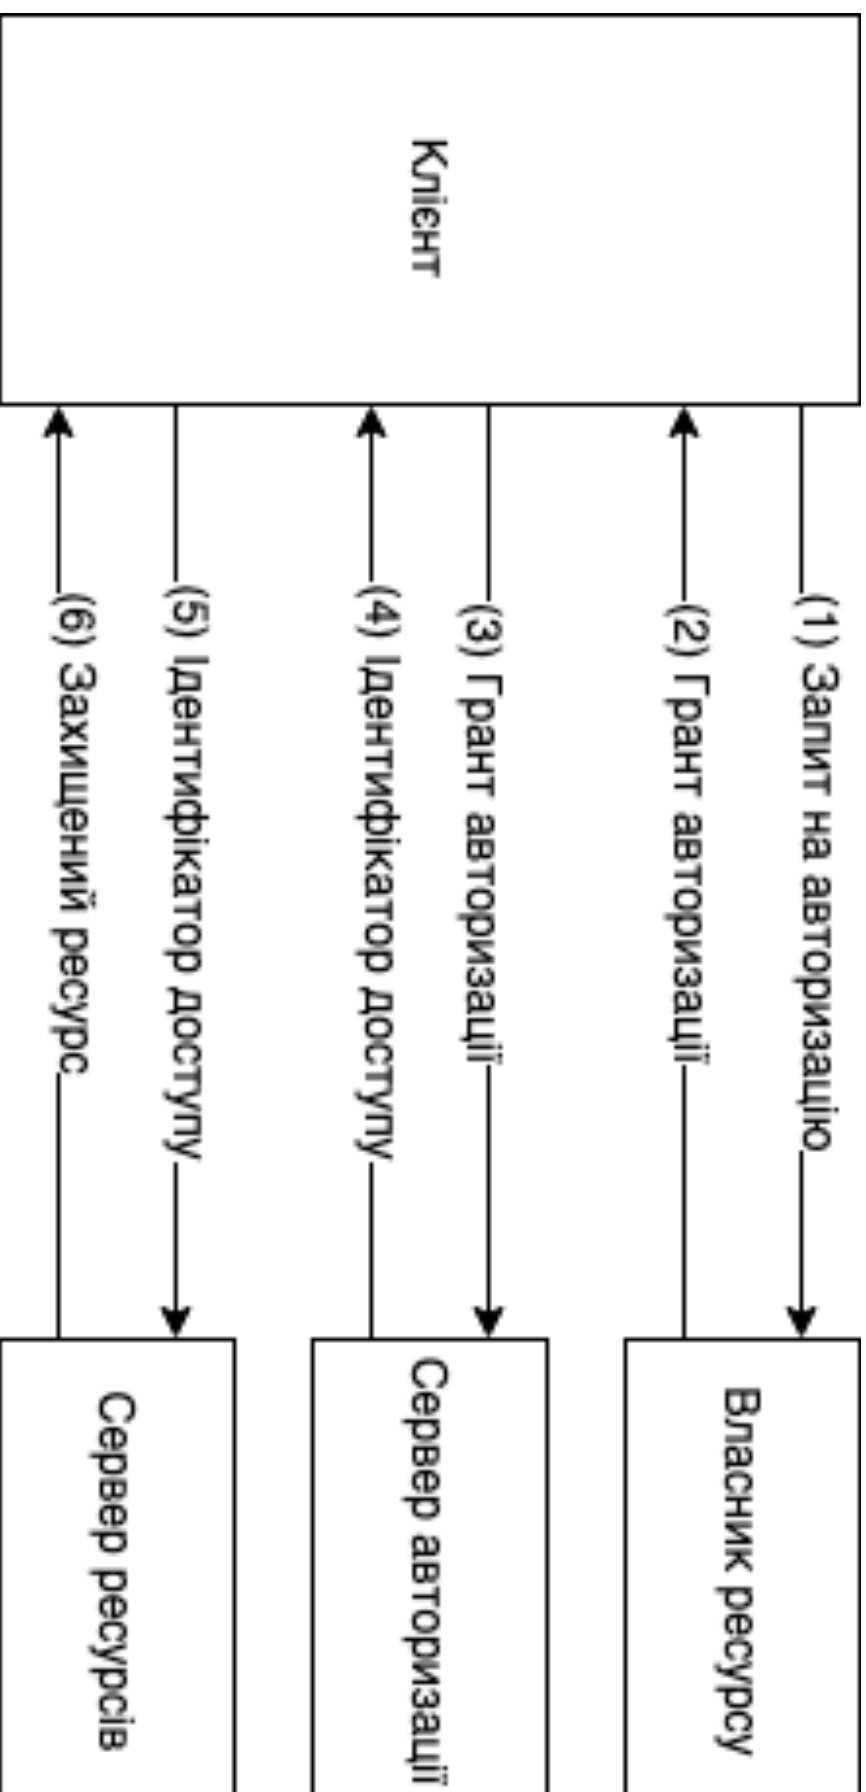 Клієнт
(1) Запит на авторизацію
(2) Грант авторизації
(3) Грант авторизації
(4) Ідентифікатор доступу
(5) Ідентифікатор доступу
(6) Захищений ресурс
Власник ресурсу
Сервер авторизації
Сервер ресурсів